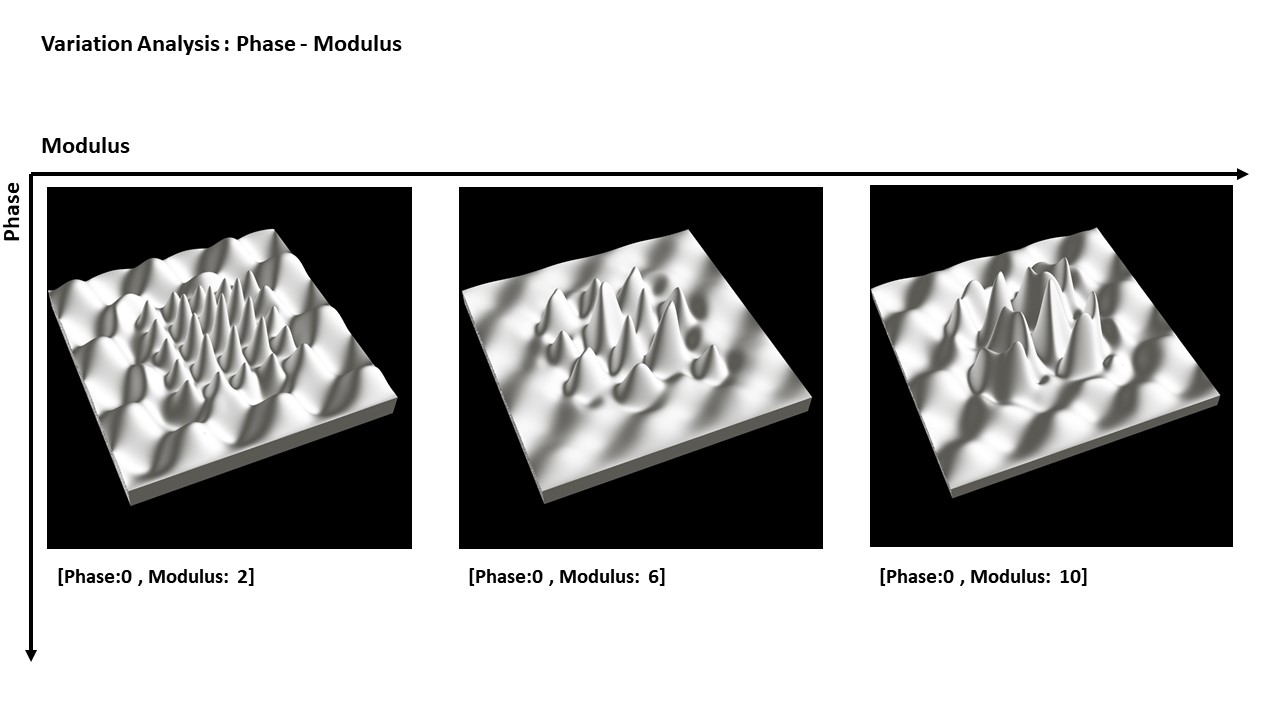 Variation Analysis : Phase - Modulus
Modulus
Phase
[Phase:0 , Modulus: 2]
[Phase:0 , Modulus: 6]
[Phase:0 , Modulus: 10]